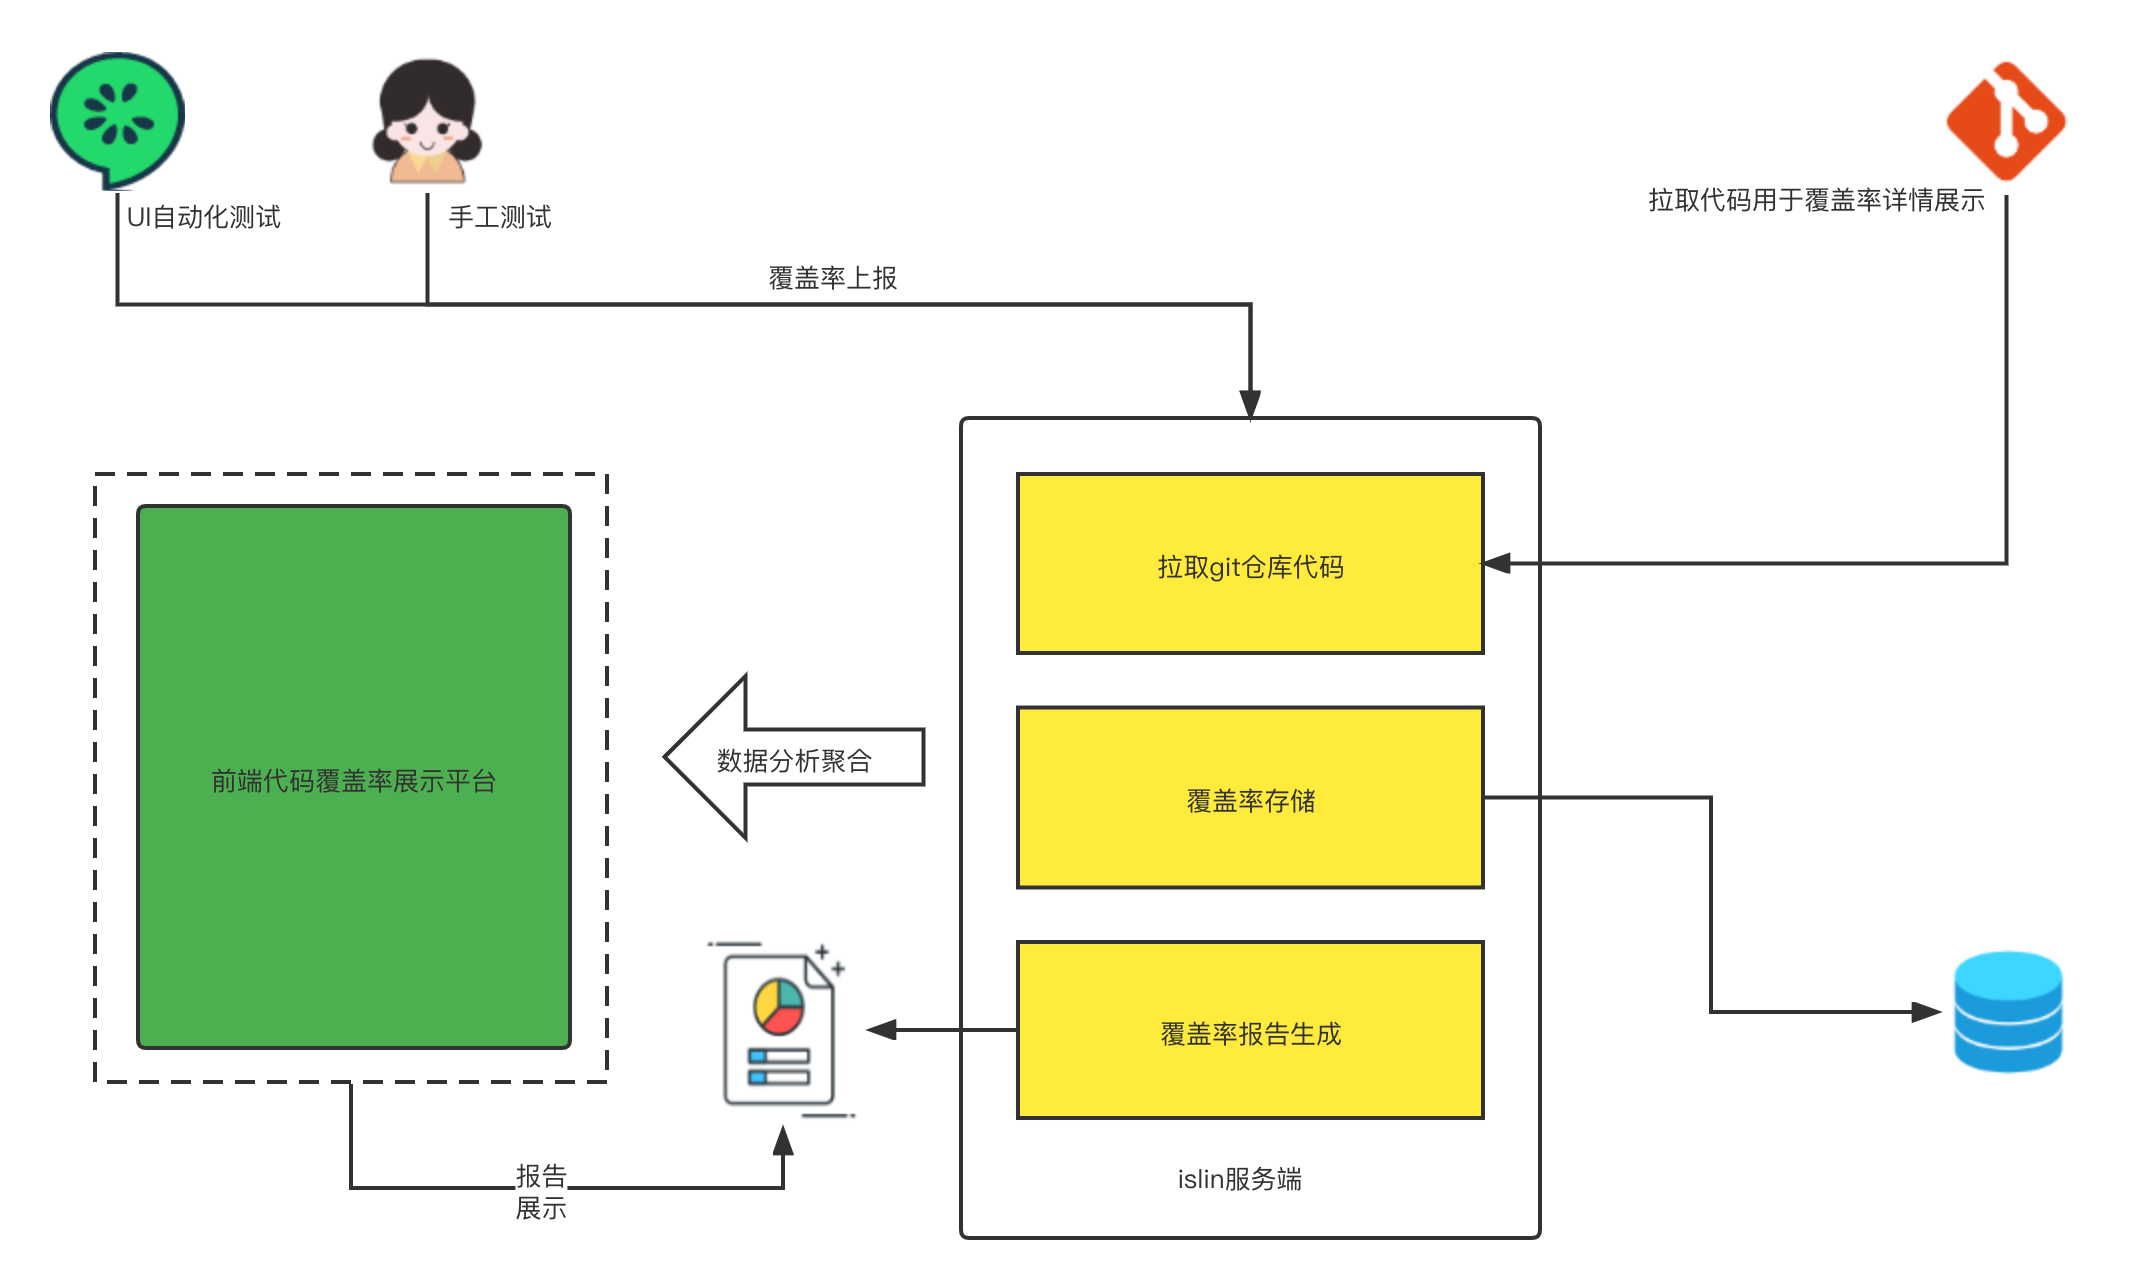 UI自动化测试
手工测试
拉取代码用于覆盖率详情展示
覆盖率上报
拉取git仓库代码
数据分析聚合
前端代码覆盖率展示平台
覆盖率存储
覆盖率报告生成
报告
展示
islin服务端